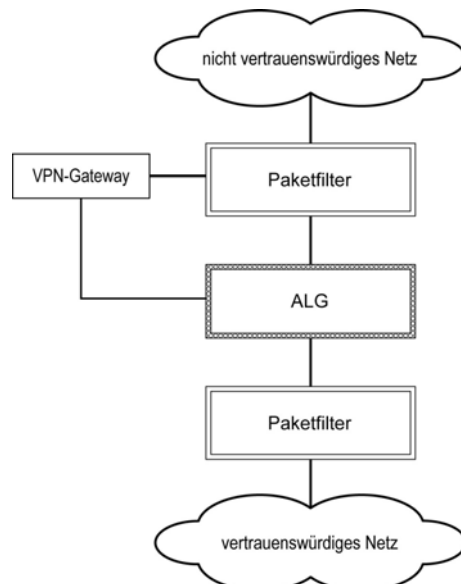 nicht vertrauenswürdiges Netz
Paketfilter
VPN-Gateway
ALG
Paketfilter
vertrauenswürdiges Netz